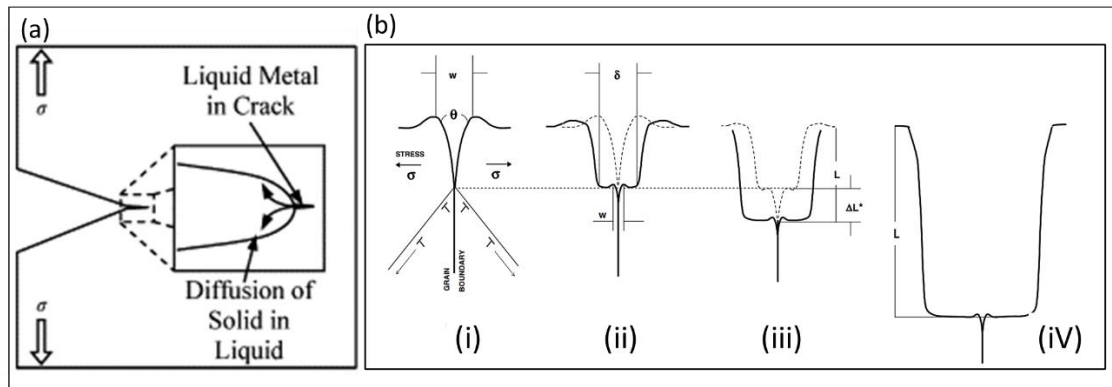 (a)
σ
Liquid Metal
in Crack
Diffusion of
Solid in
Liquid
σ
(b)
w
θ
STRESS
σ
σ
T
T
T
T
GRAIN
BOUNDARY
(i)
δ
w
(ii)
L
ΔL*
(iii)
L
(iV)